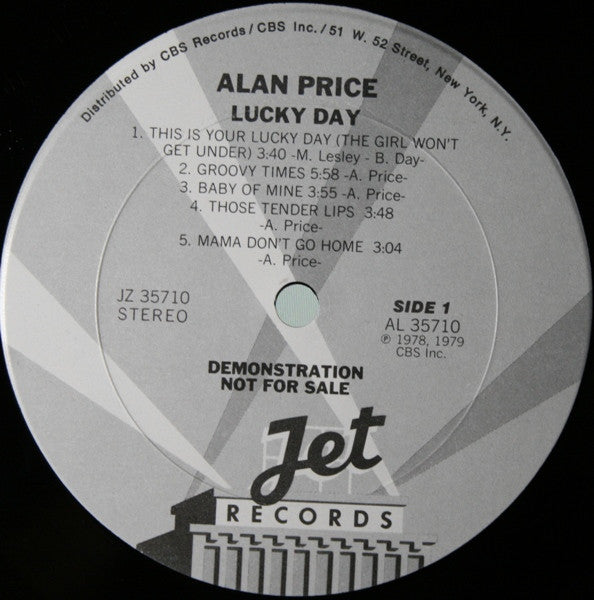 Distributed by CBS Records/CBS Inc./51 W. 52 Street, New York, N.Y.
ALAN PRICE
LUCKY DAY
1. THIS IS YOUR LUCKY DAY (THE GIRL WON'T
GET UNDER) 3:40 -M. Lesley - B. Day-
2. GROOVY TIMES 5:58 -A. Price-
3. BABY OF MINE 3:55 -A. Price-
4. THOSE TENDER LIPS 3:48
-A. Price-
5. MAMA DON'T GO HOME 3:04
-A. Price-
JZ 35710
STEREO
SIDE 1
AL 35710
℗ 1978, 1979
CBS Inc.
DEMONSTRATION
NOT FOR SALE
Jet
RECORDS